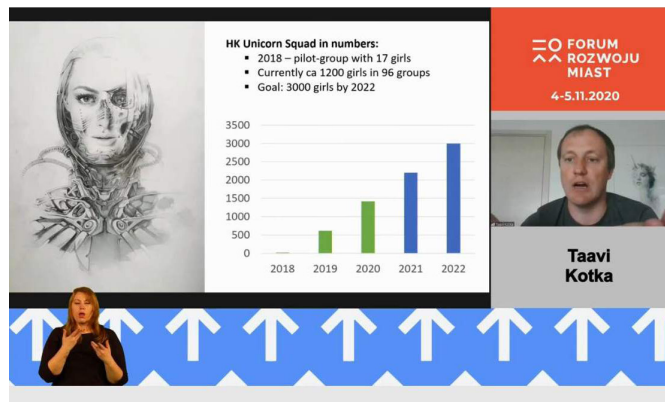 HK Unicorn Squad in numbers:
▪ 2018 – pilot-group with 17 girls
▪ Currently ca 1200 girls in 96 groups
▪ Goal: 3000 girls by 2022
3500
3000
2500
2000
1500
1000
500
0
2018 2019 2020 2021 2022
FORUM
ROZWOJU
MIAST
4-5.11.2020
Taavi
Kotka